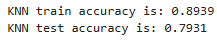 KNN train accuracy is: 0.8939
KNN test accuracy is: 0.7931